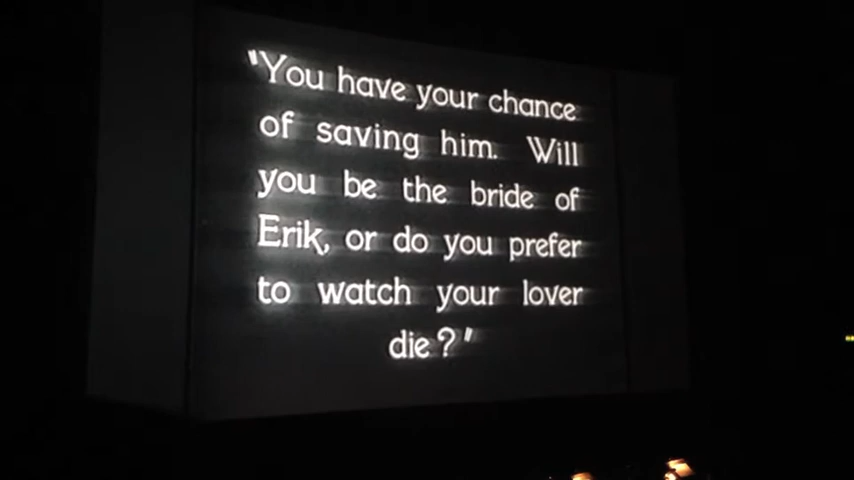 "You have your chance
of saving him. Will
you be the bride of
Erik, or do you prefer
to watch your lover
die?"